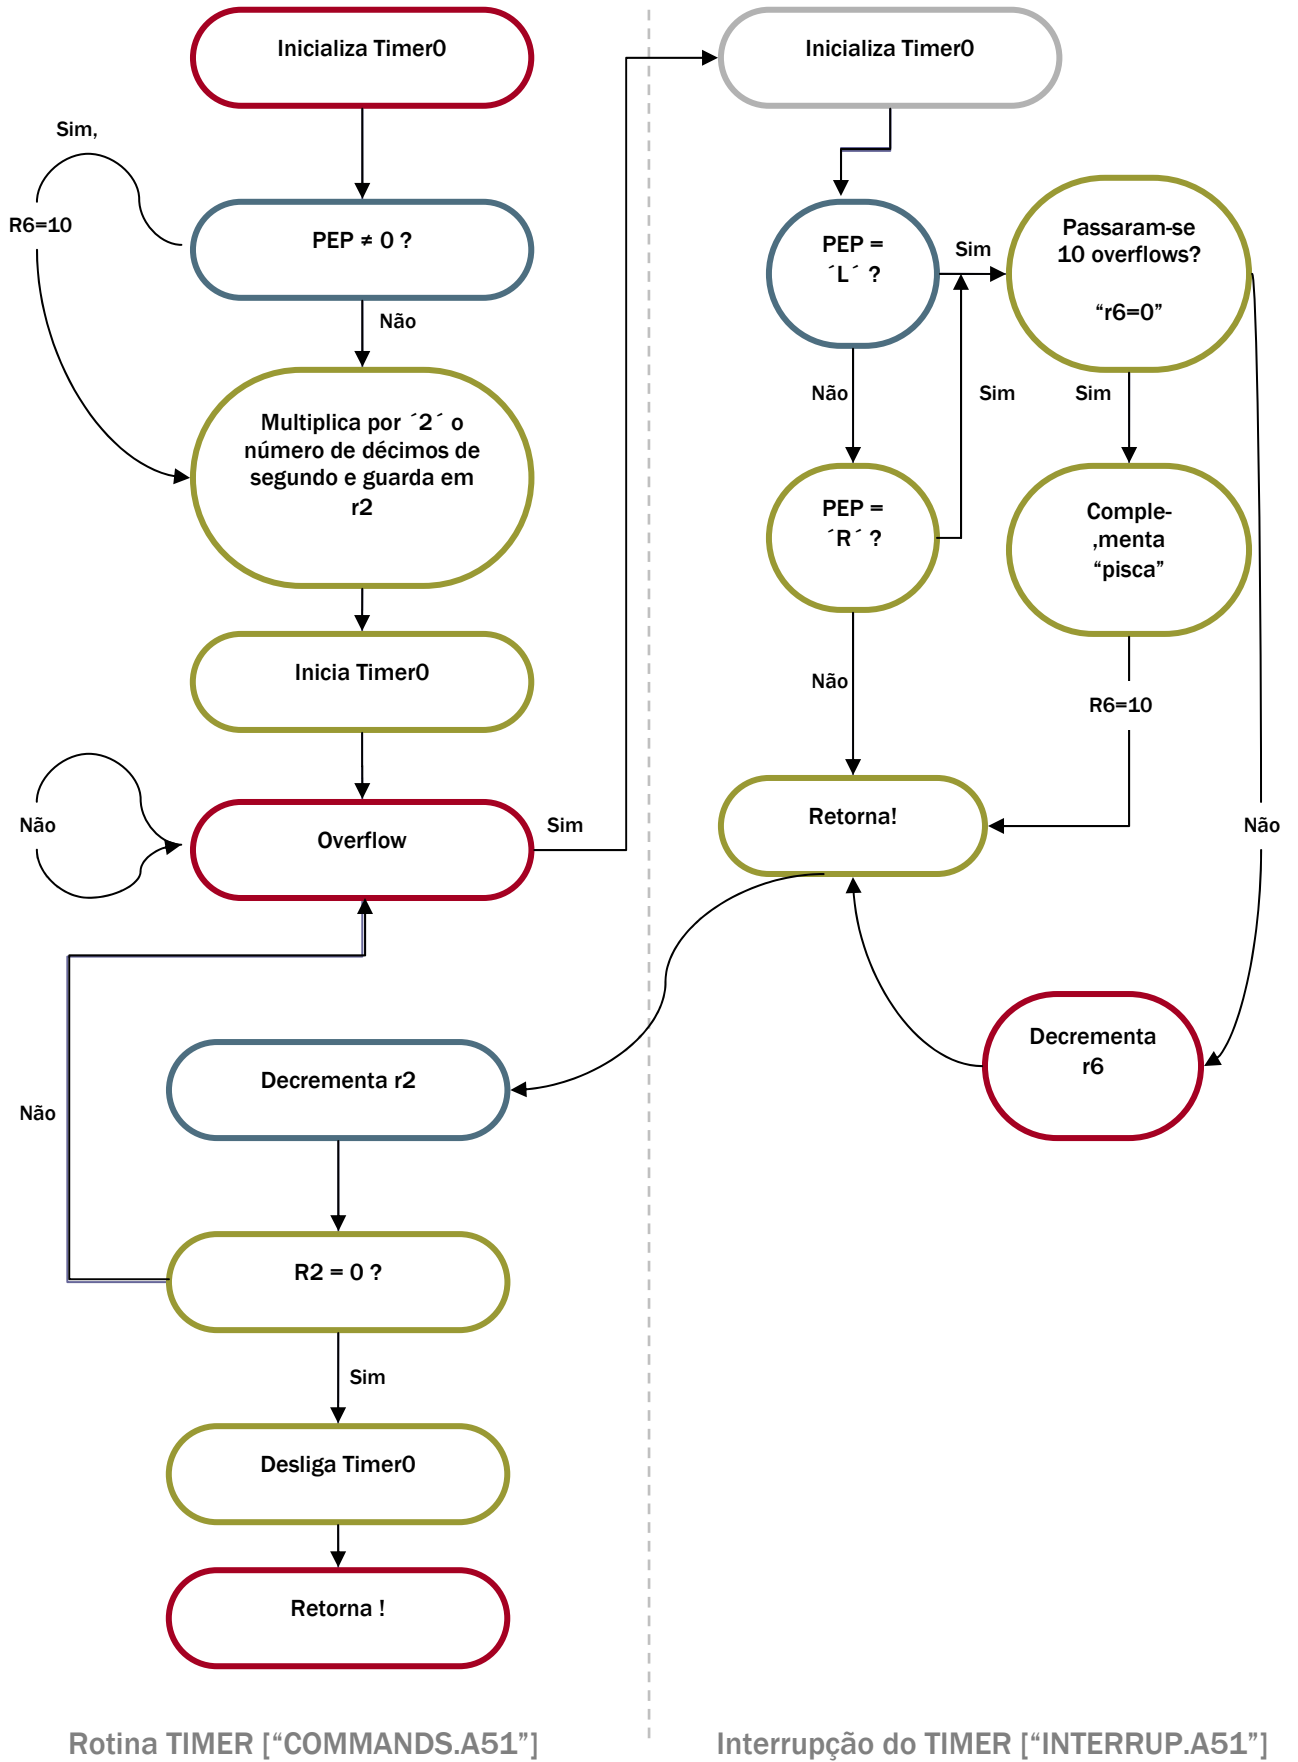 Inicializa Timer0
Sim,
R6=10
PEP ≠ 0 ?
Não
Multiplica por ´2´ o
número de décimos de
segundo e guarda em
r2
Inicia Timer0
Não
Overflow
Sim
Decrementa r2
Não
R2 = 0 ?
Sim
Desliga Timer0
Retorna !
Rotina TIMER [“COMMANDS.A51”]
Inicializa Timer0
PEP =
´L´ ?
Sim
Passaram-se
10 overflows?
“r6=0”
Não
Sim
Sim
PEP =
´R´ ?
Comple-
,menta
“pisca”
Não
R6=10
Retorna!
Não
Decrementa
r6
Interrupção do TIMER [“INTERRUP.A51”]